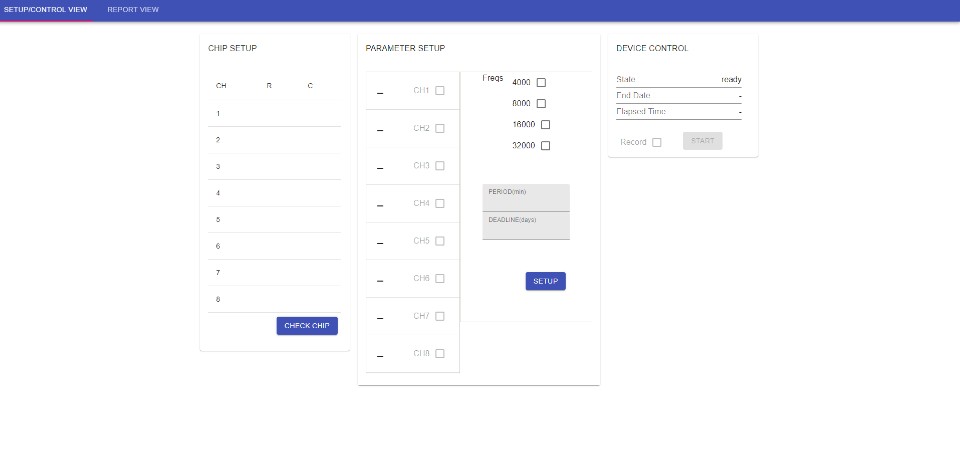 SETUP/CONTROL VIEW REPORT VIEW
CHIP SETUP
CH R C
1
2
3
4
5
6
7
8
CHECK CHIP
PARAMETER SETUP
_ CH1
_ CH2
_ CH3
_ CH4
_ CH5
_ CH6
_ CH7
_ CH8
Freqs 4000
8000
16000
32000
PERIOD(min)
DEADLINE(days)
SETUP
DEVICE CONTROL
State ready
End Date -
Elapsed Time -
Record START